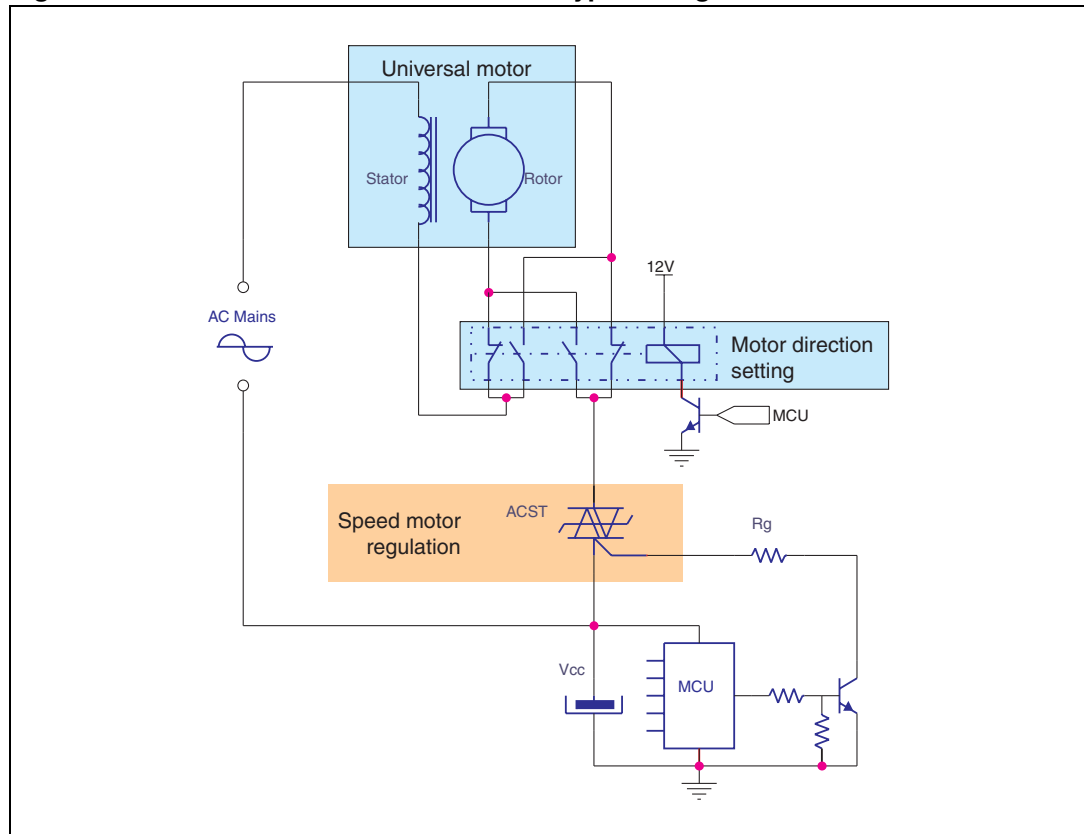 Universal motor
Stator
Rotor
12V
AC Mains
Motor direction
setting
MCU
Speed motor
regulation
ACST
Rg
Vcc
MCU